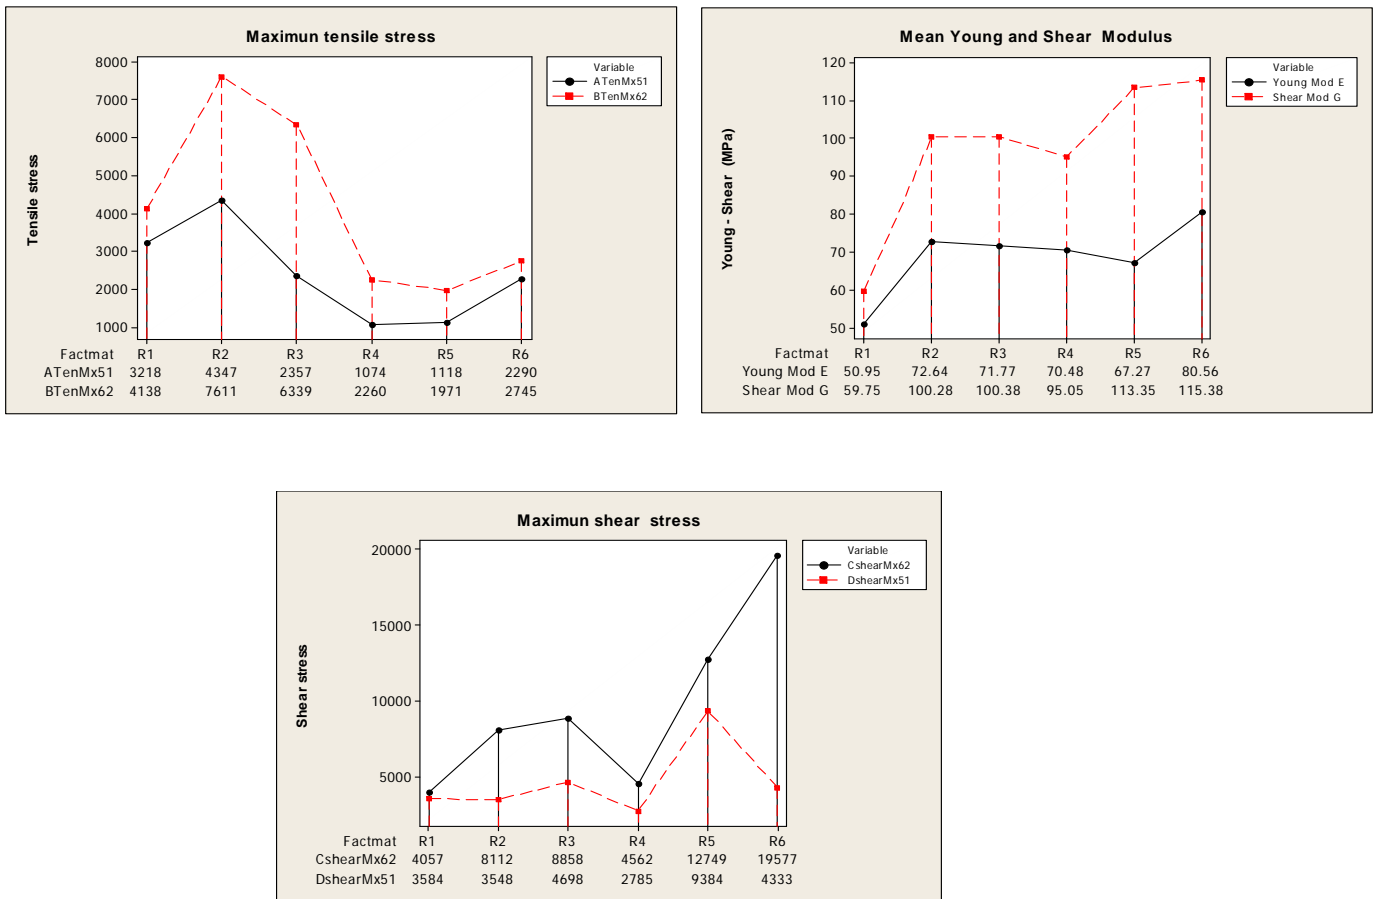 Maximun tensile stress
Variable
ATenMx51
BTenMx62
8000
7000
6000
5000
4000
3000
2000
1000
Tensile stress
Factmat R1 R2 R3 R4 R5 R6
ATenMx51 3218 4347 2357 1074 1118 2290
BTenMx62 4138 7611 6339 2260 1971 2745
Mean Young and Shear Modulus
Variable
Young Mod E
Shear Mod G
120
110
100
90
80
70
60
50
Young - Shear (MPa)
Factmat R1 R2 R3 R4 R5 R6
Young Mod E 50.95 72.64 71.77 70.48 67.27 80.56
Shear Mod G 59.75 100.28 100.38 95.05 113.35 115.38
Maximun shear stress
Variable
CshearMx62
DshearMx51
20000
15000
10000
5000
Shear stress
Factmat R1 R2 R3 R4 R5 R6
CshearMx62 4057 8112 8858 4562 12749 19577
DshearMx51 3584 3548 4698 2785 9384 4333